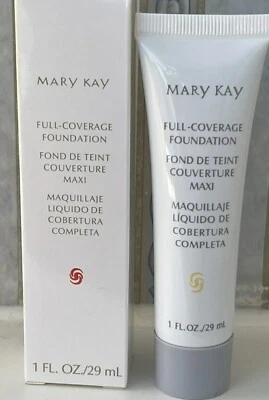 MARY KAY
FULL-COVERAGE
FOUNDATION
FOND DE TEINT
COUVERTURE
MAXI
MAQUILLAJE
LÍQUIDO DE
COBERTURA
COMPLETA
1 FL. OZ./29 mL
MARY KAY
FULL-COVERAGE
FOUNDATION
FOND DE TEINT
COUVERTURE
MAXI
MAQUILLAJE
LÍQUIDO DE
COBERTURA
COMPLETA
1 FL. OZ./29 mL